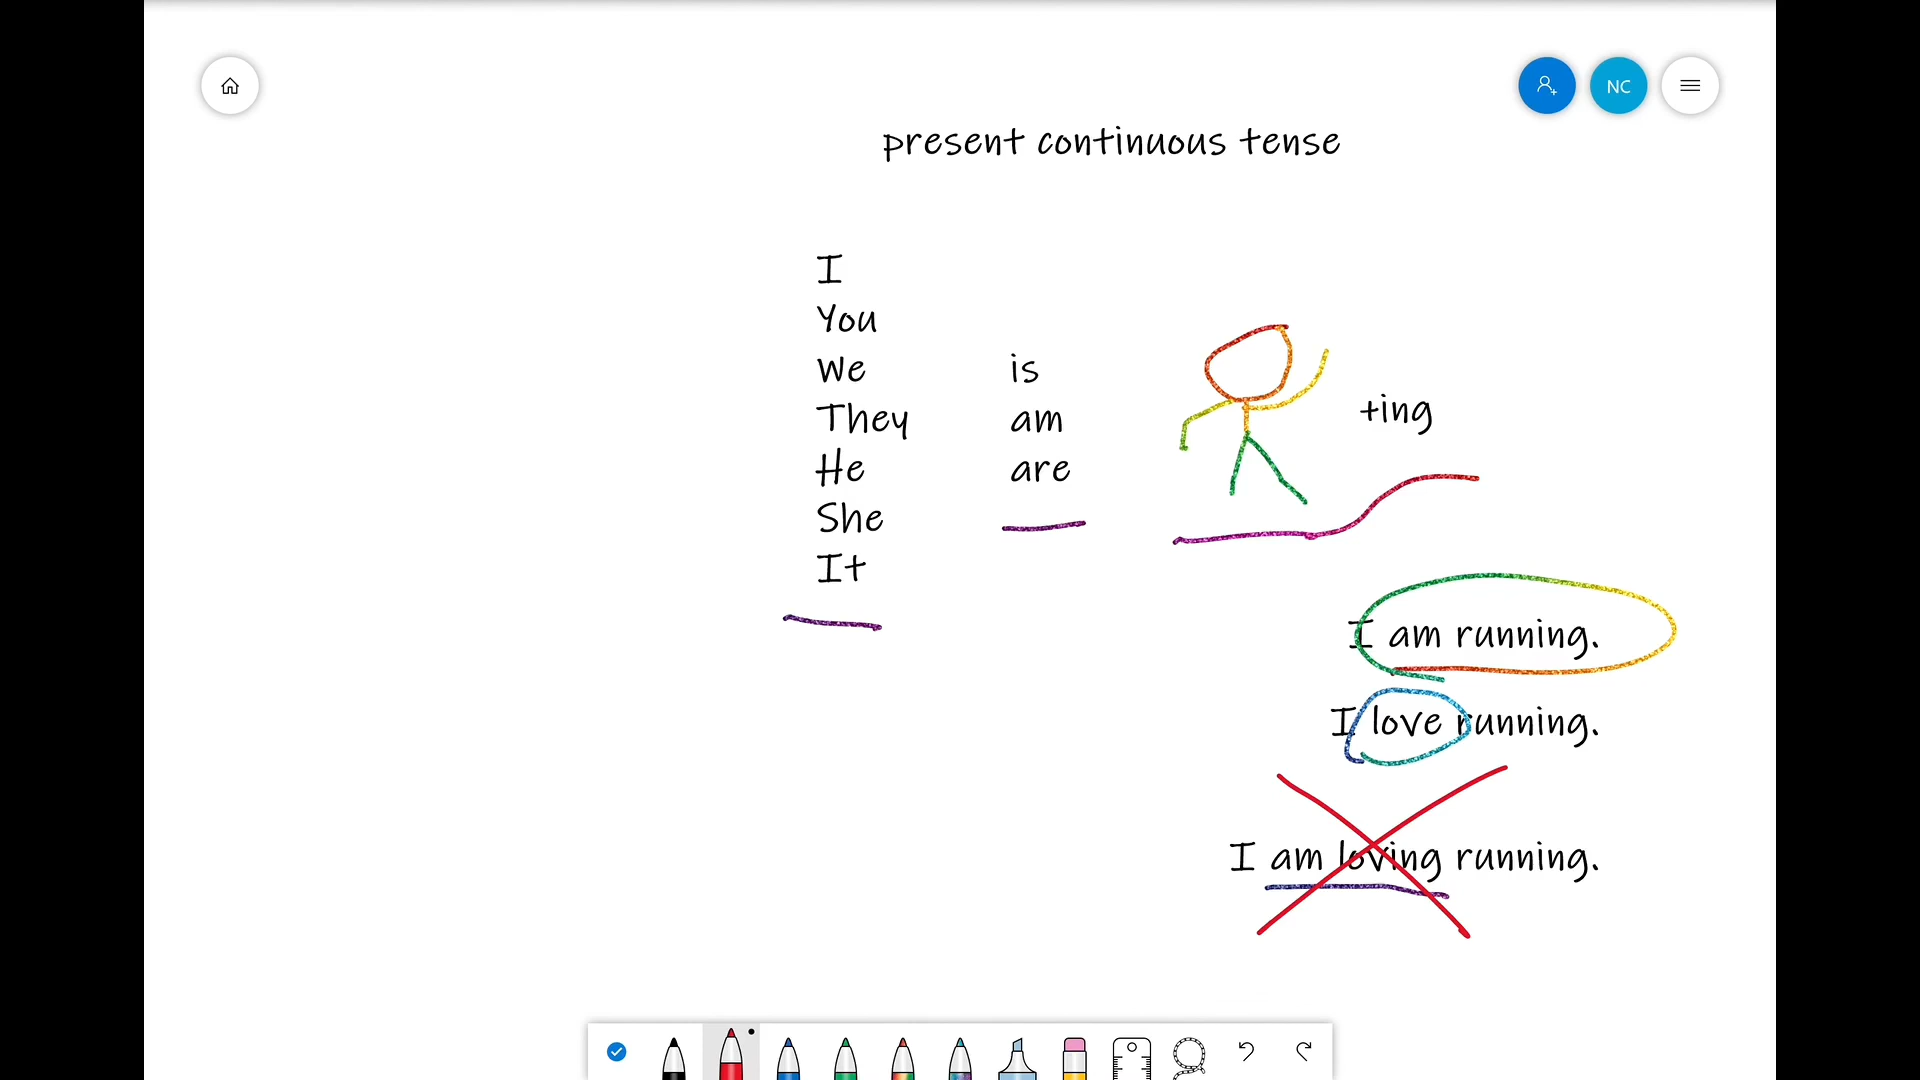 NC
present continuous tense
I
You
We
They
He
She
It
is
am
are
+ing
I am running.
I love running.
I am loving running.